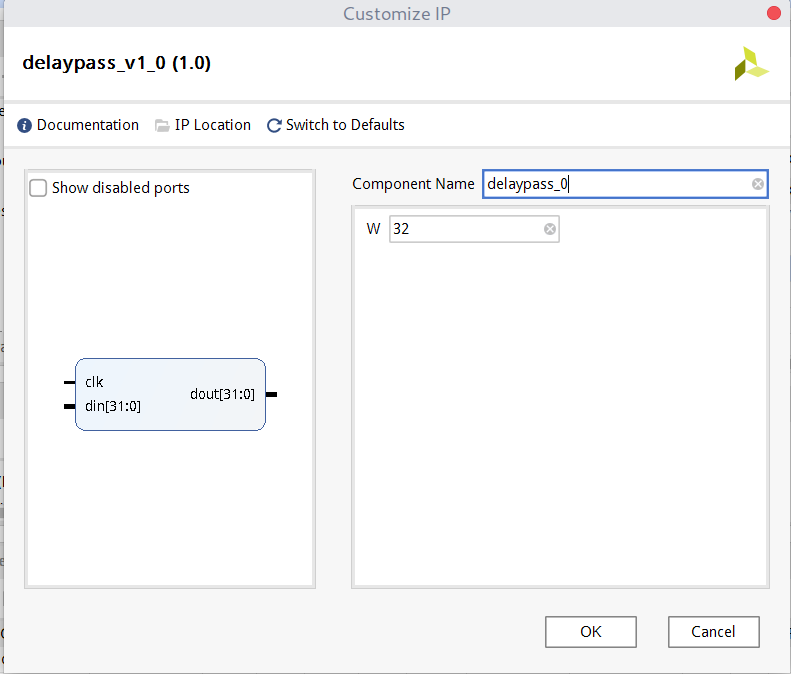 Customize IP
delaypass_v1_0 (1.0)
Documentation
IP Location
Switch to Defaults
Show disabled ports
clk
din[31:0]
dout[31:0]
Component Name delaypass_0
W 32
OK
Cancel